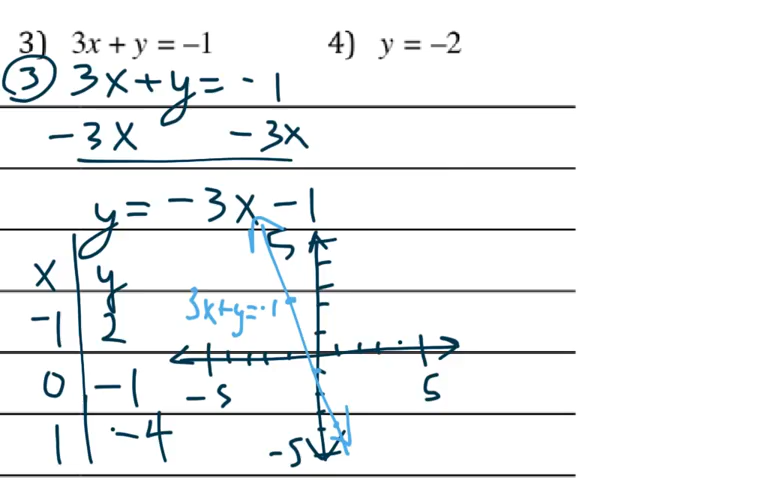 3) 3x + y = –1 4) y = –2
③ 3x+y=-1
-3x -3x
y=-3x-1
5
x y
3x+y=-1
-1 2
0 -1
-5 5
1 -4
-5